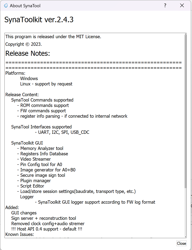 About SynaTool
SynaToolkit ver.2.4.3
This program is released under the MIT License.
Copyright © 2023.
Release Notes:
Platforms:
Windows
Linux - support by request
Release Content:
SynaToolkit Commands supported
- ROM commands support
- FW commands support
- register info parsing - if connected to internal network
SynaToolkit Interfaces supported
- UART, I2C, SPI, USB_CDC
SynaToolkit GUI
- Memory Analyzer tool
- Registers Info Database
- Video Streamer
- Pin Config tool for A0
- Image generator for A0+B0
- Secure image sign tool
- Plugin manager
- Script Editor
- Load/store session settings(baudrate, transport type, etc.)
Logger
- SynaToolkit GUI logger support according to FW log format
Added:
GUI changes
Sign server + reconstruction tool
Removed clock config+audio stremer
!!! Host API 0.4 support - default !!!
Known Issues:
Close